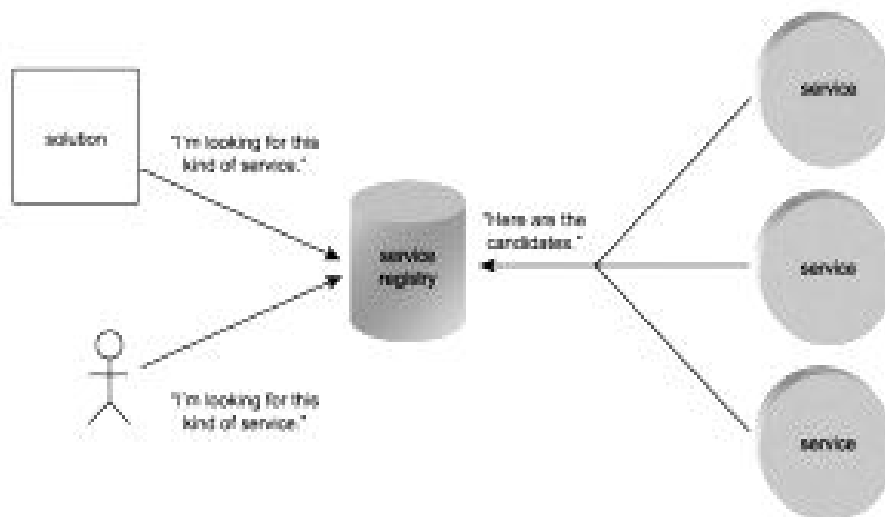 service
solution
"I'm looking for this
kind of service."
"Here are the
candidates."
service
registry
service
"I'm looking for this
kind of service."
service